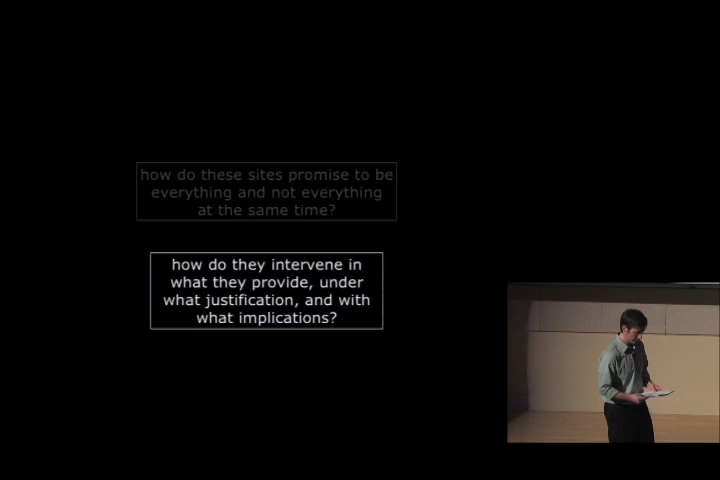 how do these sites promise to be
everything and not everything
at the same time?
how do they intervene in
what they provide, under
what justification, and with
what implications?